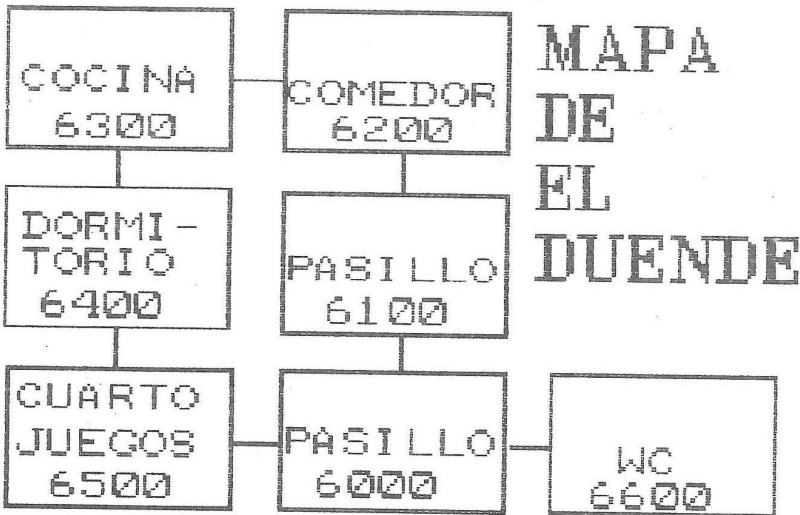 MAPA
DE
EL
DUENDE
COCINA
6300
COMEDOR
6200
DORMI-
TORIO
6400
PASILLO
6100
CUARTO
JUEGOS
6500
PASILLO
6000
WC
6600